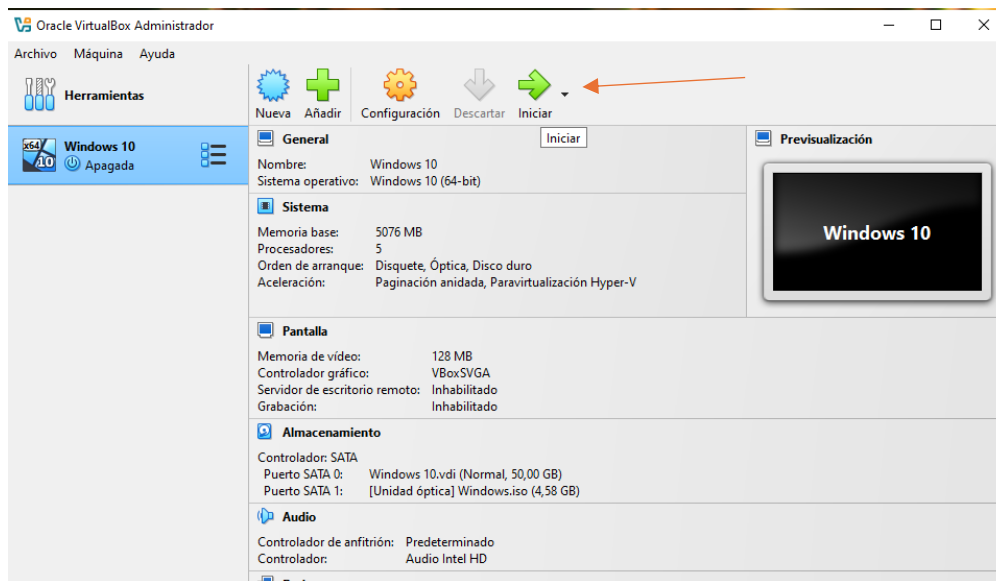 Oracle VirtualBox Administrador
Archivo Máquina Ayuda
Herramientas
Nueva Añadir Configuración Descartar Iniciar
x64
10
Windows 10
Apagada
Iniciar
General
Nombre: Windows 10
Sistema operativo: Windows 10 (64-bit)
Sistema
Memoria base: 5076 MB
Procesadores: 5
Orden de arranque: Disquete, Óptica, Disco duro
Aceleración: Paginación anidada, Paravirtualización Hyper-V
Previsualización
Windows 10
Pantalla
Memoria de vídeo: 128 MB
Controlador gráfico: VBoxSVGA
Servidor de escritorio remoto: Inhabilitado
Grabación: Inhabilitado
Almacenamiento
Controlador: SATA
Puerto SATA 0: Windows 10.vdi (Normal, 50,00 GB)
Puerto SATA 1: [Unidad óptica] Windows.iso (4,58 GB)
Audio
Controlador de anfitrión: Predeterminado
Controlador: Audio Intel HD